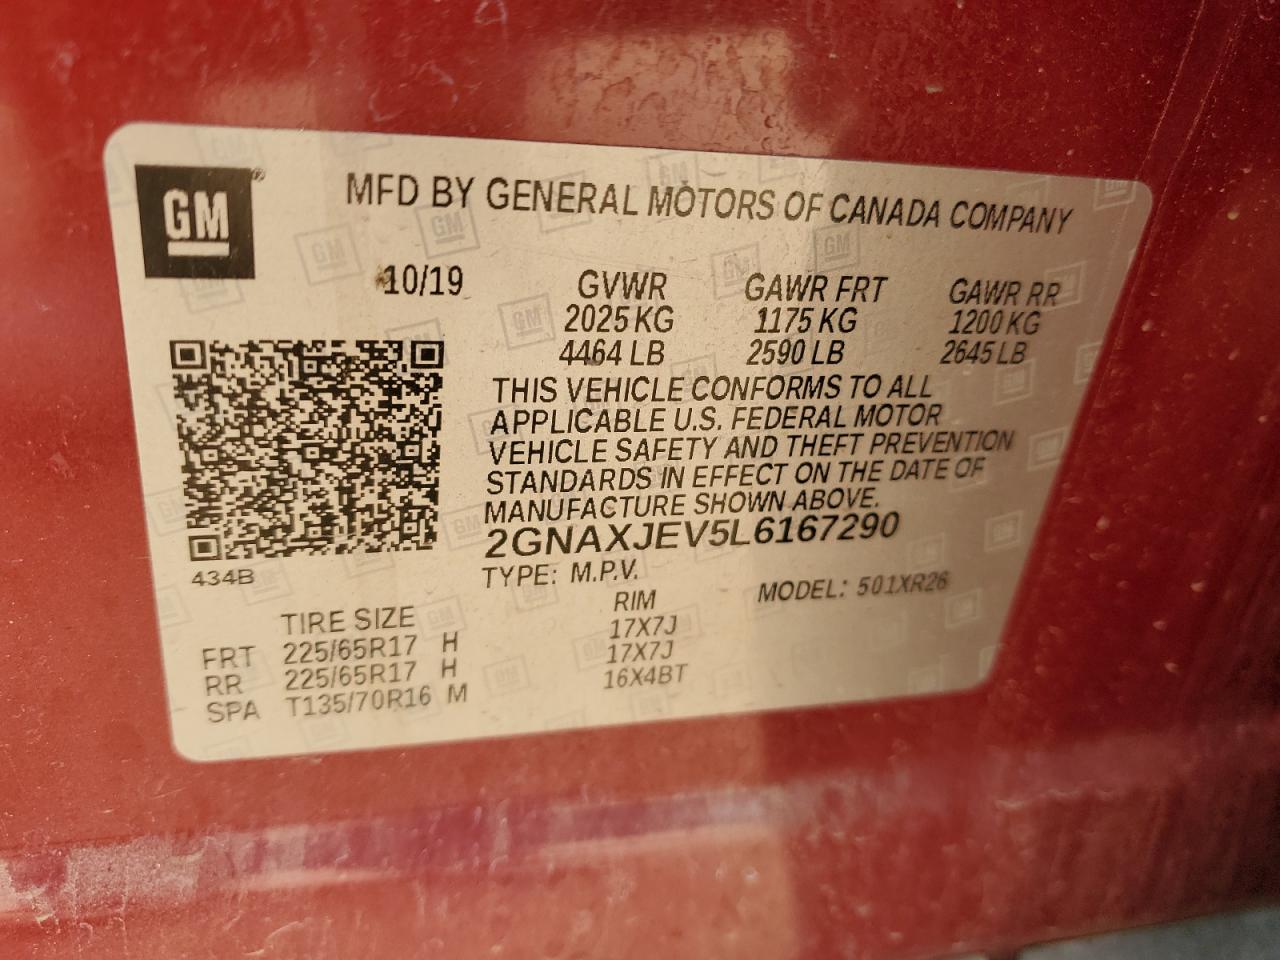 GM®
MFD BY GENERAL MOTORS OF CANADA COMPANY
10/19 GVWR GAWR FRT GAWR RR
2025 KG 1175 KG 1200 KG
4464 LB 2590 LB 2645 LB
THIS VEHICLE CONFORMS TO ALL
APPLICABLE U.S. FEDERAL MOTOR
VEHICLE SAFETY AND THEFT PREVENTION
STANDARDS IN EFFECT ON THE DATE OF
MANUFACTURE SHOWN ABOVE.
2GNAXJEV5L6167290
434B TYPE: M.P.V. MODEL: 501XR26
TIRE SIZE RIM
FRT 225/65R17 H 17X7J
RR 225/65R17 H 17X7J
SPA T135/70R16 M 16X4BT